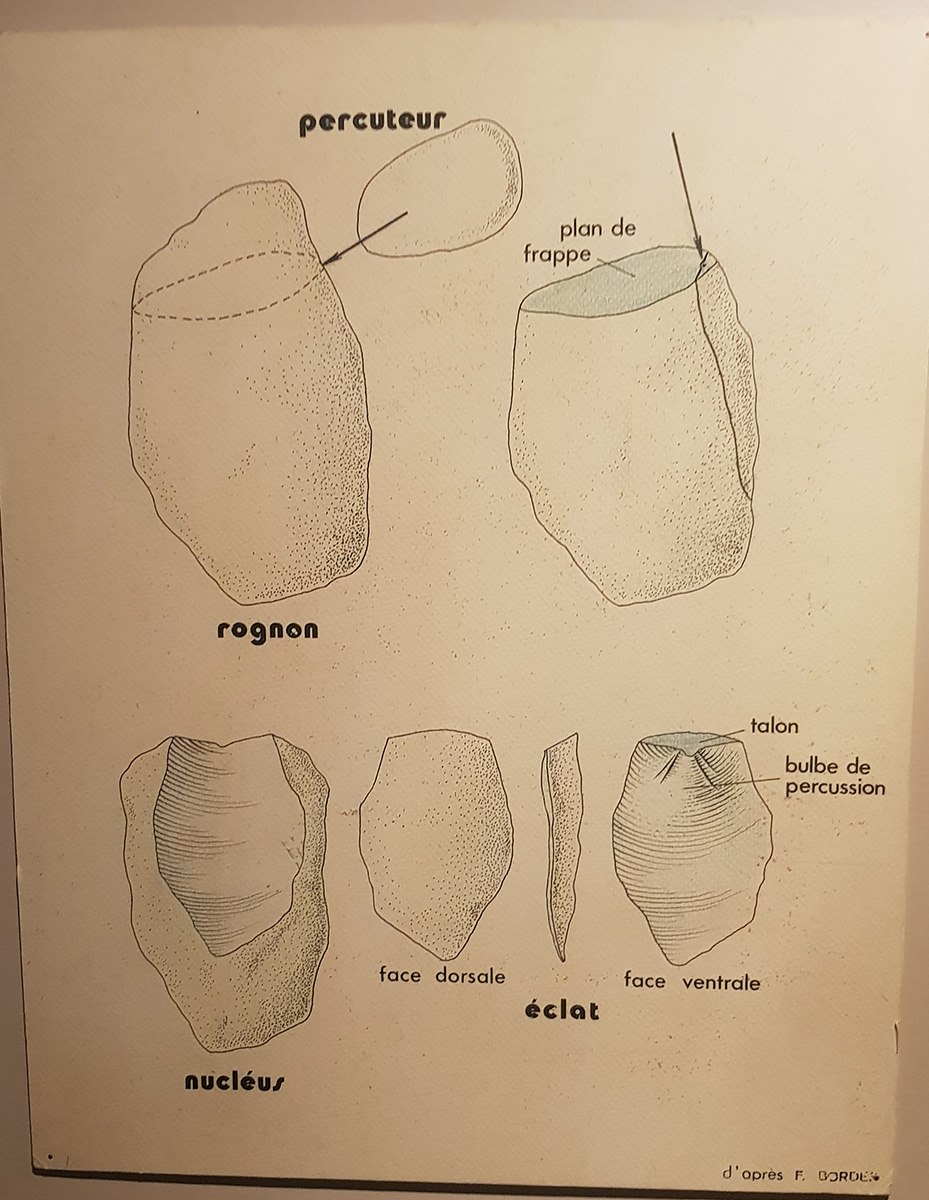 percuteur
plan de
frappe
rognon
talon
bulbe de
percussion
face dorsale
face ventrale
éclat
nucléus
d'après F. BORDES